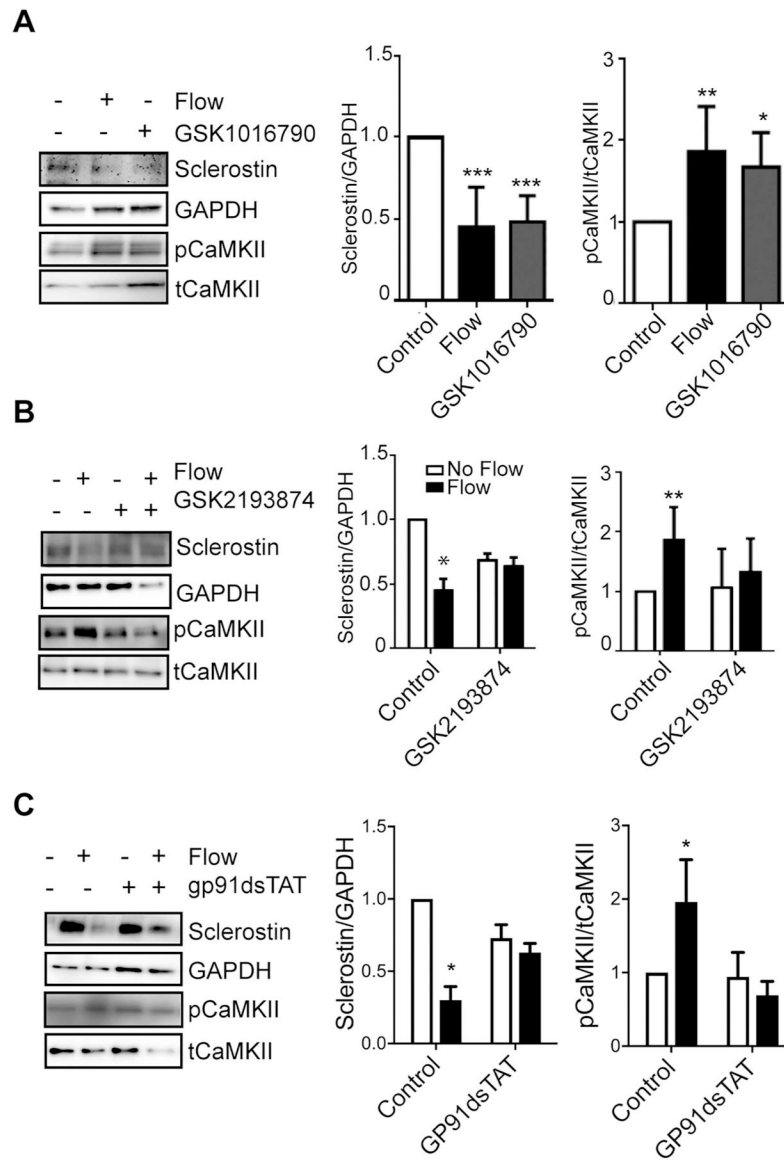 A
- + - Flow
- - + GSK1016790
Sclerostin
GAPDH
pCaMKII
tCaMKII
Sclerostin/GAPDH
1.5
1.0
0.5
0
***
***
Control
Flow
GSK1016790
pCaMKII/tCaMKII
3
2
1
0
**
*
Control
Flow
GSK1016790
B
- + - + Flow
- - + + GSK2193874
Sclerostin
GAPDH
pCaMKII
tCaMKII
Sclerostin/GAPDH
1.5
1.0
0.5
0
No Flow
Flow
*
Control
GSK2193874
pCaMKII/tCaMKII
3
2
1
0
**
Control
GSK2193874
C
- + - + Flow
- - + + gp91dsTAT
Sclerostin
GAPDH
pCaMKII
tCaMKII
Sclerostin/GAPDH
1.5
1.0
0.5
0.0
*
Control
GP91dsTAT
pCaMKII/tCaMKII
3
2
1
0
*
Control
GP91dsTAT